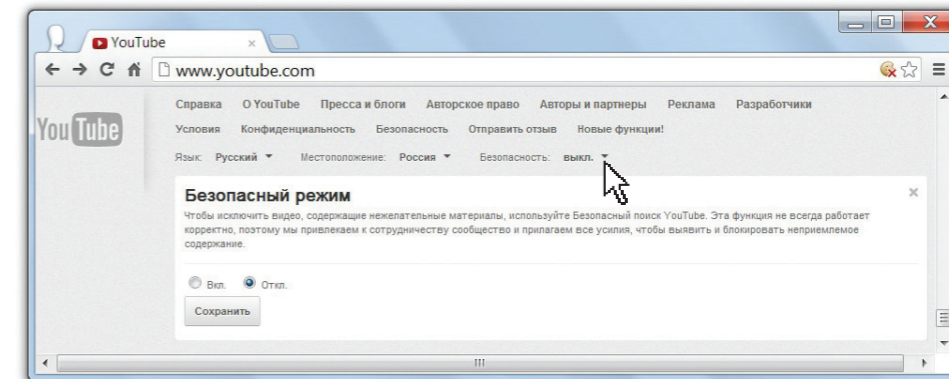 YouTube
www.youtube.com
YouTube
Справка О YouTube Пресса и блоги Авторское право Авторы и партнеры Реклама Разработчики
Условия Конфиденциальность Безопасность Отправить отзыв Новые функции!
Язык: Русский Местоположение: Россия Безопасность: выкл.
Безопасный режим
Чтобы исключить видео, содержащие нежелательные материалы, используйте Безопасный поиск YouTube. Эта функция не всегда работает
корректно, поэтому мы привлекаем к сотрудничеству сообщество и прилагаем все усилия, чтобы выявить и блокировать неприемлемое
содержание.
Вкл. Откл.
Сохранить